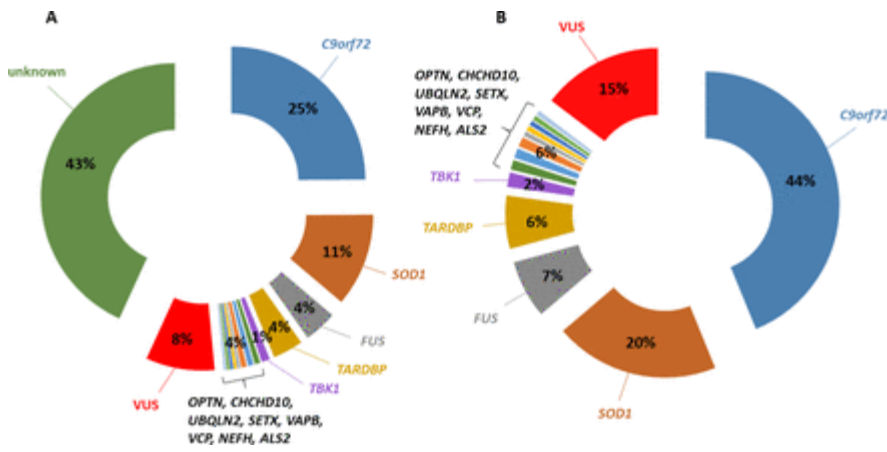 A
unknown
43%
C9orf72
25%
11%
SOD1
4%
FUS
4%
TARDBP
1%
TBK1
4%
OPTN, CHCHD10,
UBQLN2, SETX, VAPB,
VCP, NEFH, ALS2
8%
VUS
B
VUS
15%
OPTN, CHCHD10,
UBQLN2, SETX,
VAPB, VCP,
NEFH, ALS2
6%
TBK1
2%
TARDBP
6%
FUS
7%
20%
SOD1
C9orf72
44%